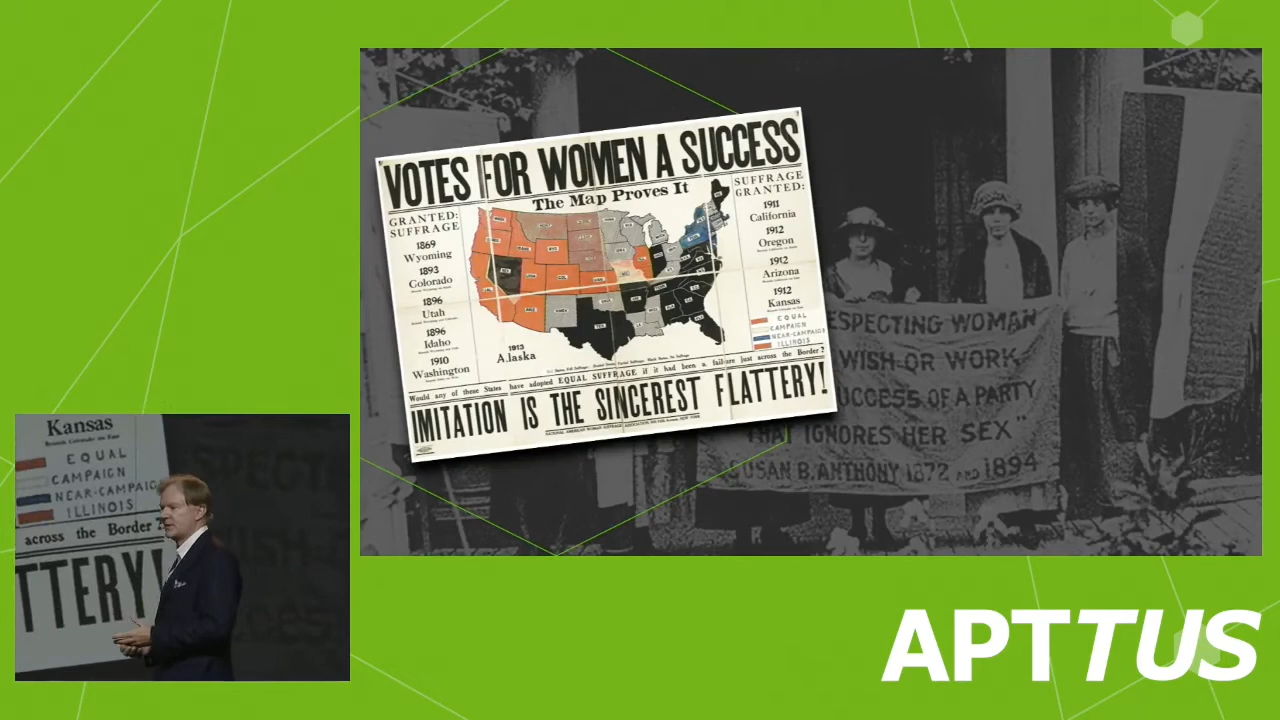 VOTES FOR WOMEN A SUCCESS
The Map Proves It
GRANTED:
SUFFRAGE
1869
Wyoming
1893
Colorado
1896
Utah
1896
Idaho
1910
Washington
1913
Alaska
SUFFRAGE
GRANTED:
1911
California
1912
Oregon
1912
Arizona
1912
Kansas
EQUAL
CAMPAIGN
NEAR-CAMPAIGN
ILLINOIS
Would any of these States have adopted EQUAL SUFFRAGE if it had been a failure just across the Border?
IMITATION IS THE SINCEREST FLATTERY!
SPECTING WOMAN
WISH OR WORK
UCCESS OF A PARTY
THAT IGNORES HER SEX"
SUSAN B. ANTHONY 1872 AND 1894
Kansas
EQUAL
CAMPAIGN
NEAR-CAMPAIG
ILLINOIS
across the Border?
TTERY!
APTTUS